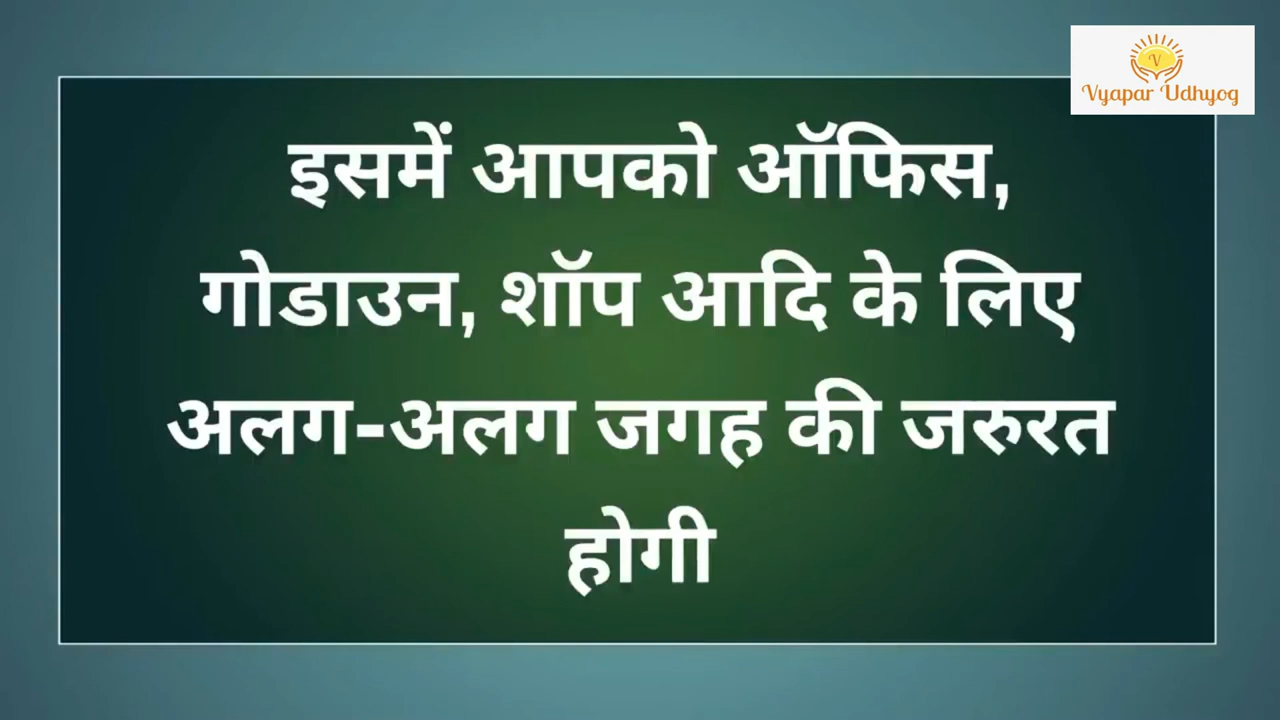 V
Vyapar Udhyog
इसमें आपको ऑफिस,
गोडाउन, शॉप आदि के लिए
अलग-अलग जगह की जरुरत
होगी